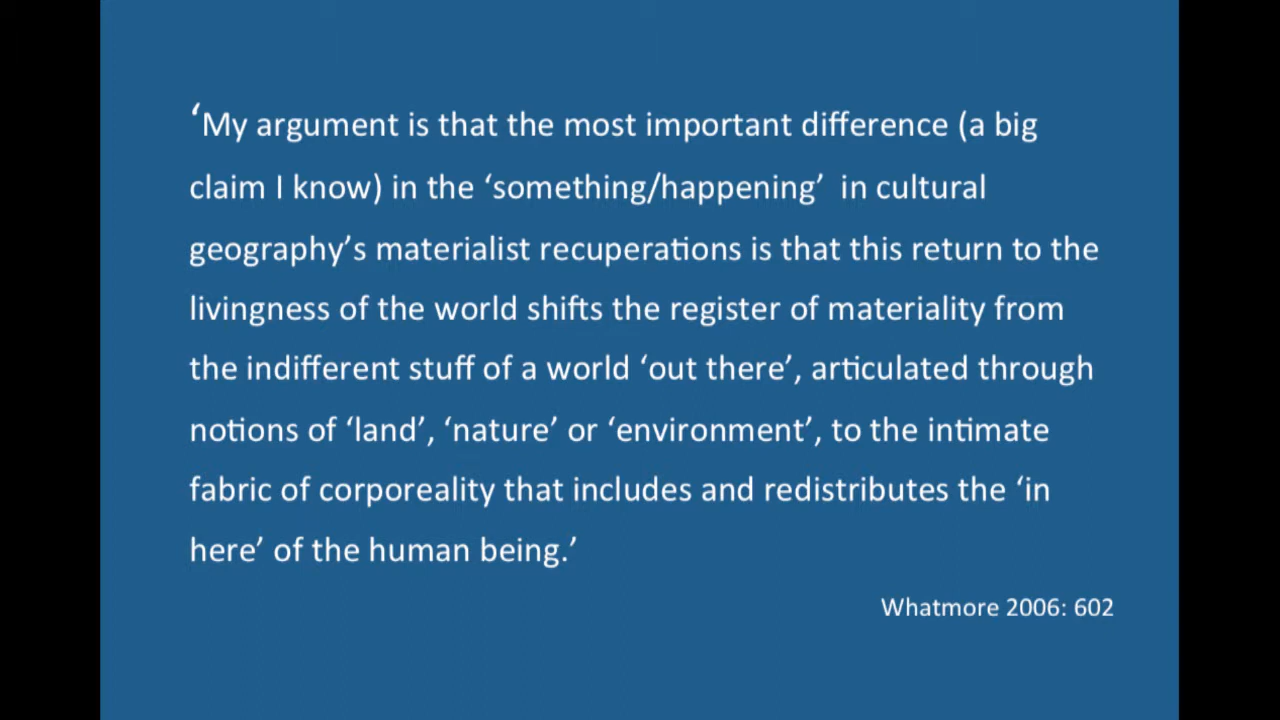 ‘My argument is that the most important difference (a big
claim I know) in the ‘something/happening’  in cultural
geography’s materialist recuperations is that this return to the
livingness of the world shifts the register of materiality from
the indifferent stuff of a world ‘out there’, articulated through
notions of ‘land’, ‘nature’ or ‘environment’, to the intimate
fabric of corporeality that includes and redistributes the ‘in
here’ of the human being.’
Whatmore 2006: 602